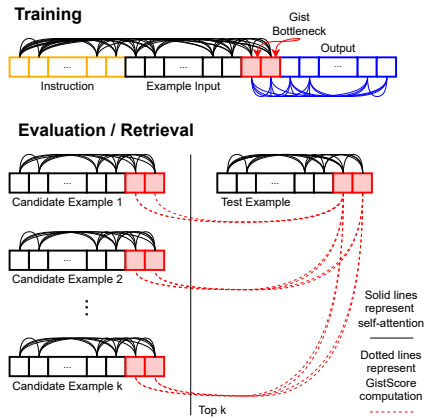 Training
Gist
Bottleneck
Output
...
...
...
Instruction
Example Input
Evaluation / Retrieval
...
...
Candidate Example 1
Test Example
...
Candidate Example 2
...
...
Candidate Example k
Solid lines
represent
self-attention
Dotted lines
represent
GistScore
computation
Top k